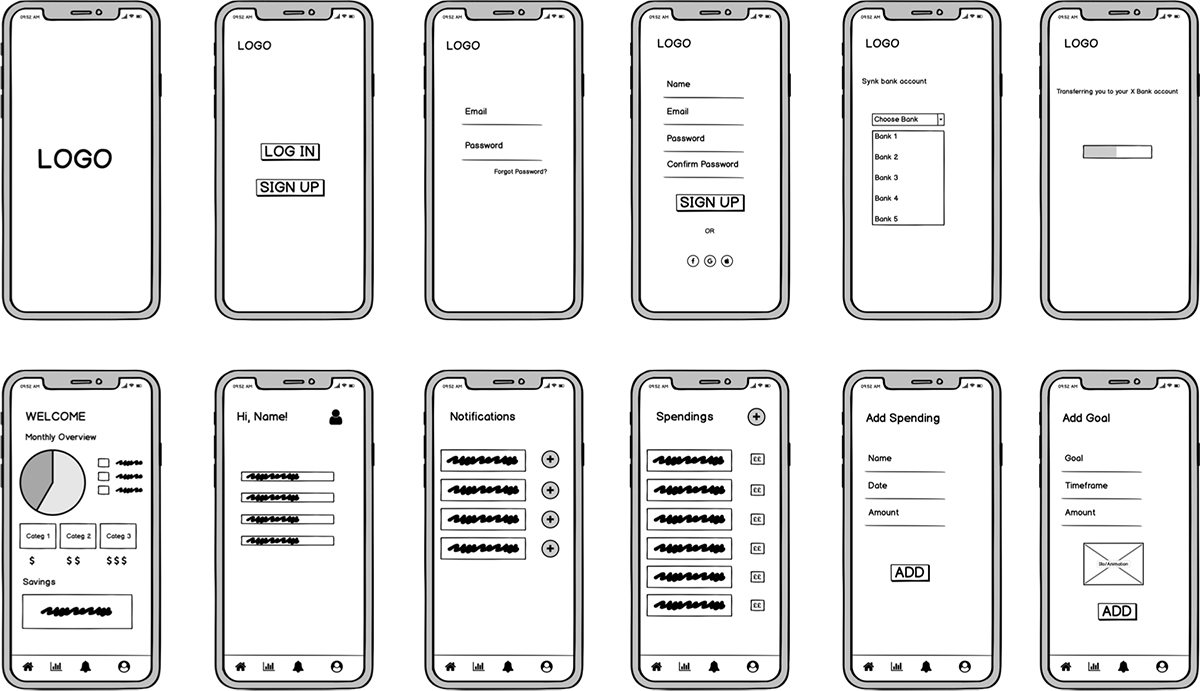 09:52 AM
LOGO
09:52 AM
LOGO
LOG IN
SIGN UP
09:52 AM
LOGO
Email
Password
Forgot Password?
09:52 AM
LOGO
Name
Email
Password
Confirm Password
SIGN UP
OR
f G
09:52 AM
LOGO
Synk bank account
Choose Bank
Bank 1
Bank 2
Bank 3
Bank 4
Bank 5
09:52 AM
LOGO
Transferring you to your X Bank account
09:52 AM
WELCOME
Monthly Overview
Categ 1 Categ 2 Categ 3
$ $$ $$$
Savings
09:52 AM
Hi, Name!
09:52 AM
Notifications
+
+
+
+
09:52 AM
Spendings +
££
££
££
££
££
££
09:52 AM
Add Spending
Name
Date
Amount
ADD
09:52 AM
Add Goal
Goal
Timeframe
Amount
ADD